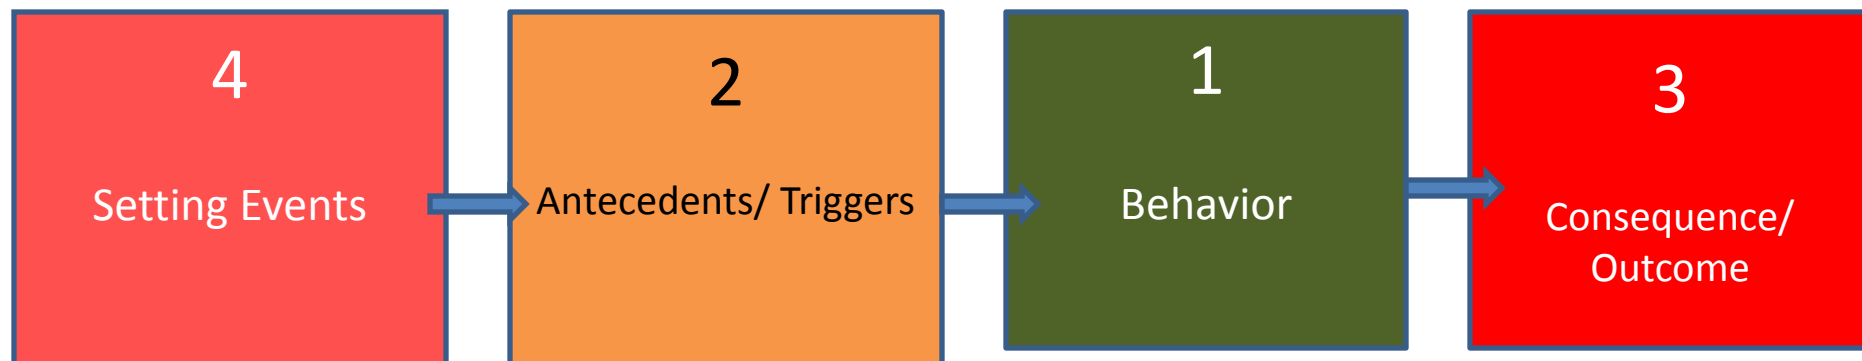 4
Setting Events
2
Antecedents/ Triggers
1
Behavior
3
Consequence/
Outcome